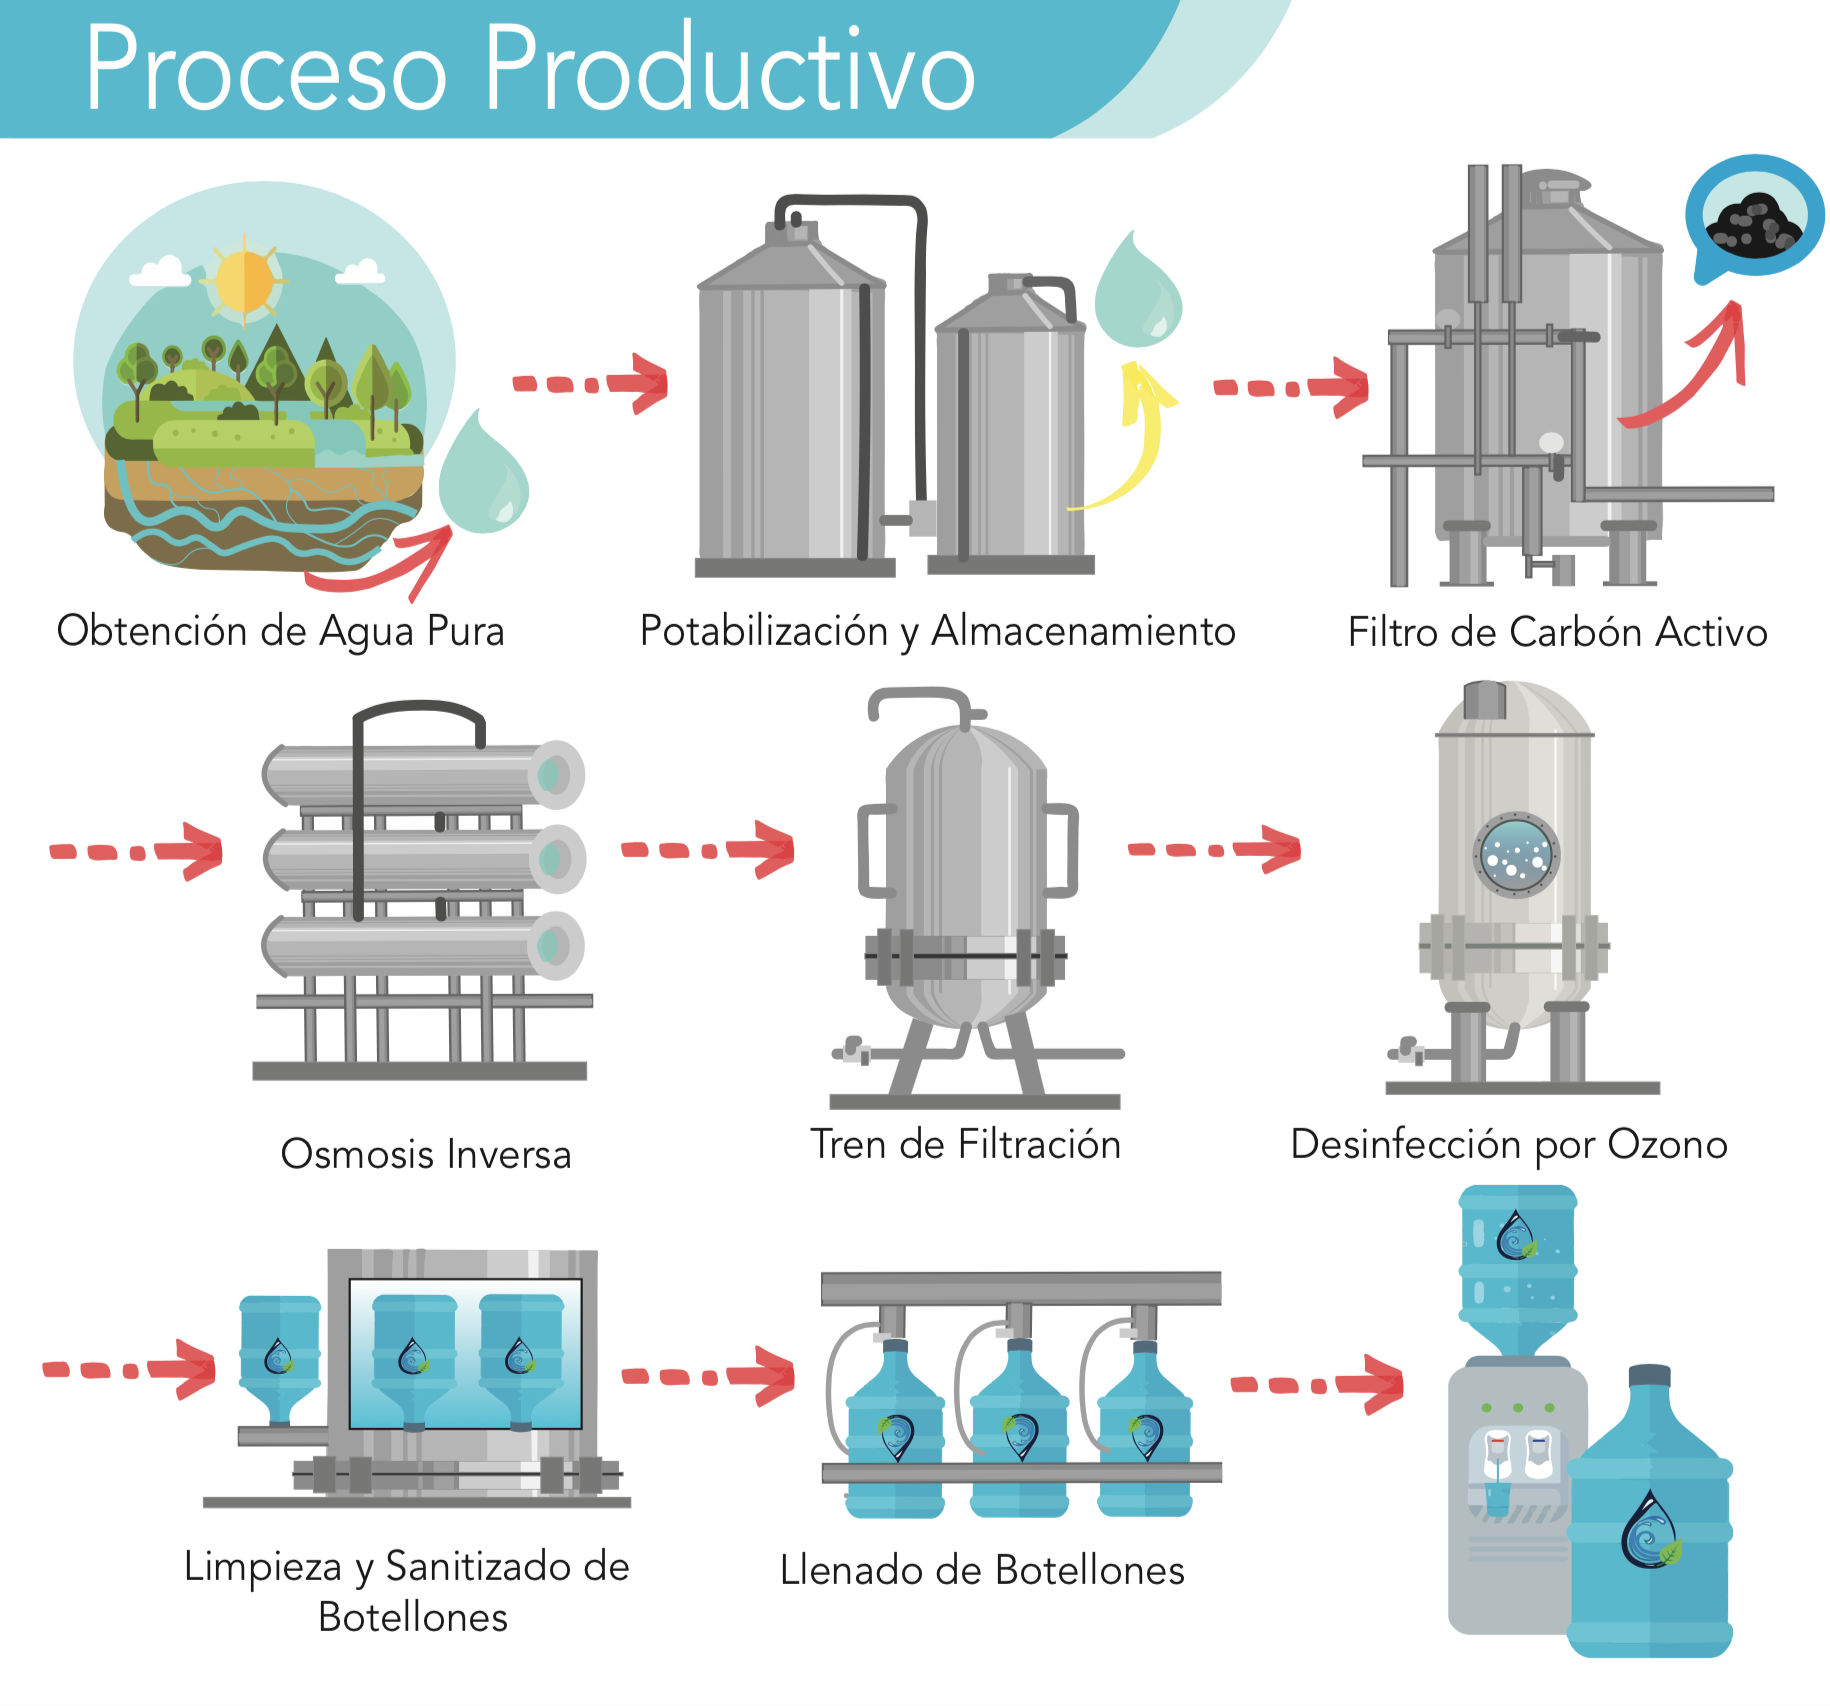 Proceso Productivo
Obtención de Agua Pura
Potabilización y Almacenamiento
Filtro de Carbón Activo
Osmosis Inversa
Tren de Filtración
Desinfección por Ozono
Limpieza y Sanitizado de
Botellones
Llenado de Botellones